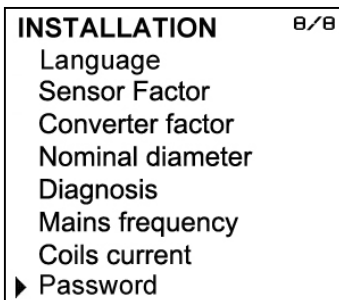 INSTALLATION 8/8
Language
Sensor Factor
Converter factor
Nominal diameter
Diagnosis
Mains frequency
Coils current
Password